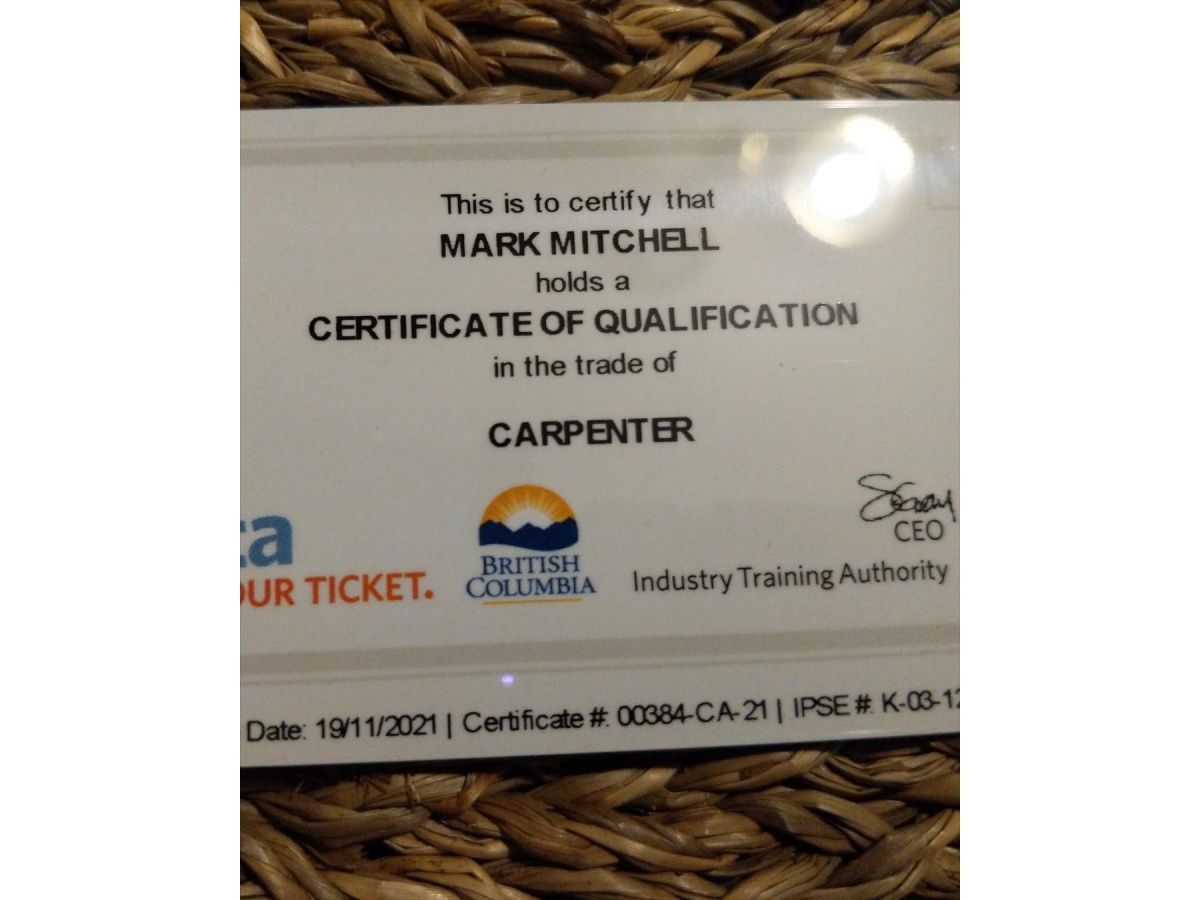 This is to certify that
MARK MITCHELL
holds a
CERTIFICATE OF QUALIFICATION
in the trade of
CARPENTER
ca
OUR TICKET.
BRITISH
COLUMBIA
CEO
Industry Training Authority
Date: 19/11/2021 | Certificate #: 00384-CA-21 | IPSE #: K-03-12